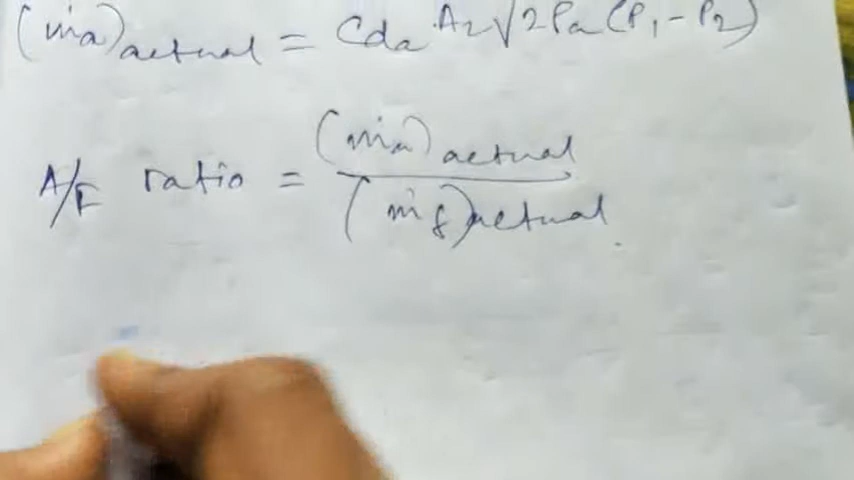 (ṁa)actual = Cda A2 √2ρa(P1 - P2)
A/F ratio = (ṁa)actual / (ṁf)actual